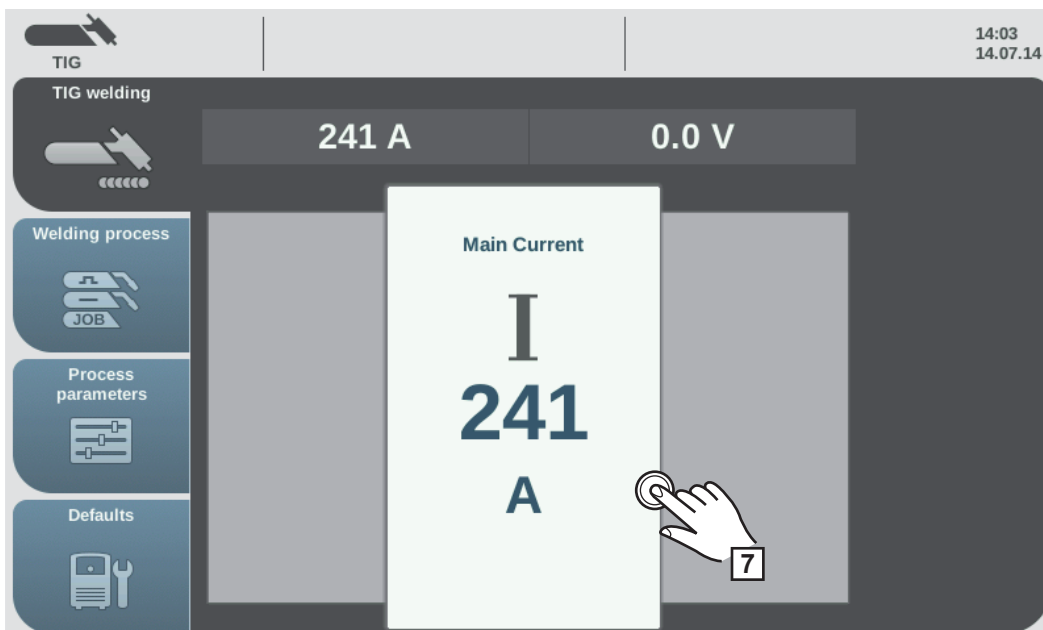 TIG
14:03
14.07.14
TIG welding
241 A
0.0 V
Welding process
JOB
Process
parameters
Defaults
Main Current
I
241
A
7